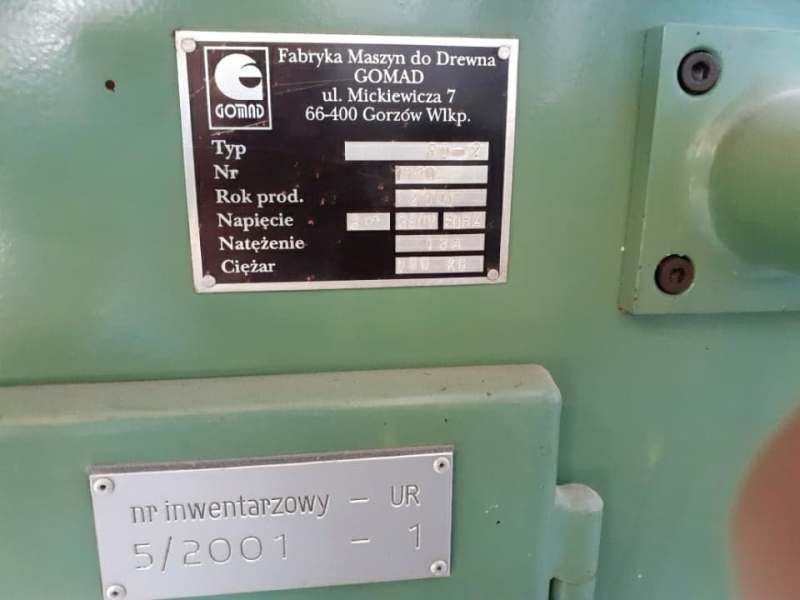 Fabryka Maszyn do Drewna
GOMAD
GOMAD
ul. Mickiewicza 7
66-400 Gorzów Wlkp.
Typ
Nr
Rok prod.
Napięcie
Natężenie
Ciężar KG
nr inwentarzowy - UR
5/2001 - 1